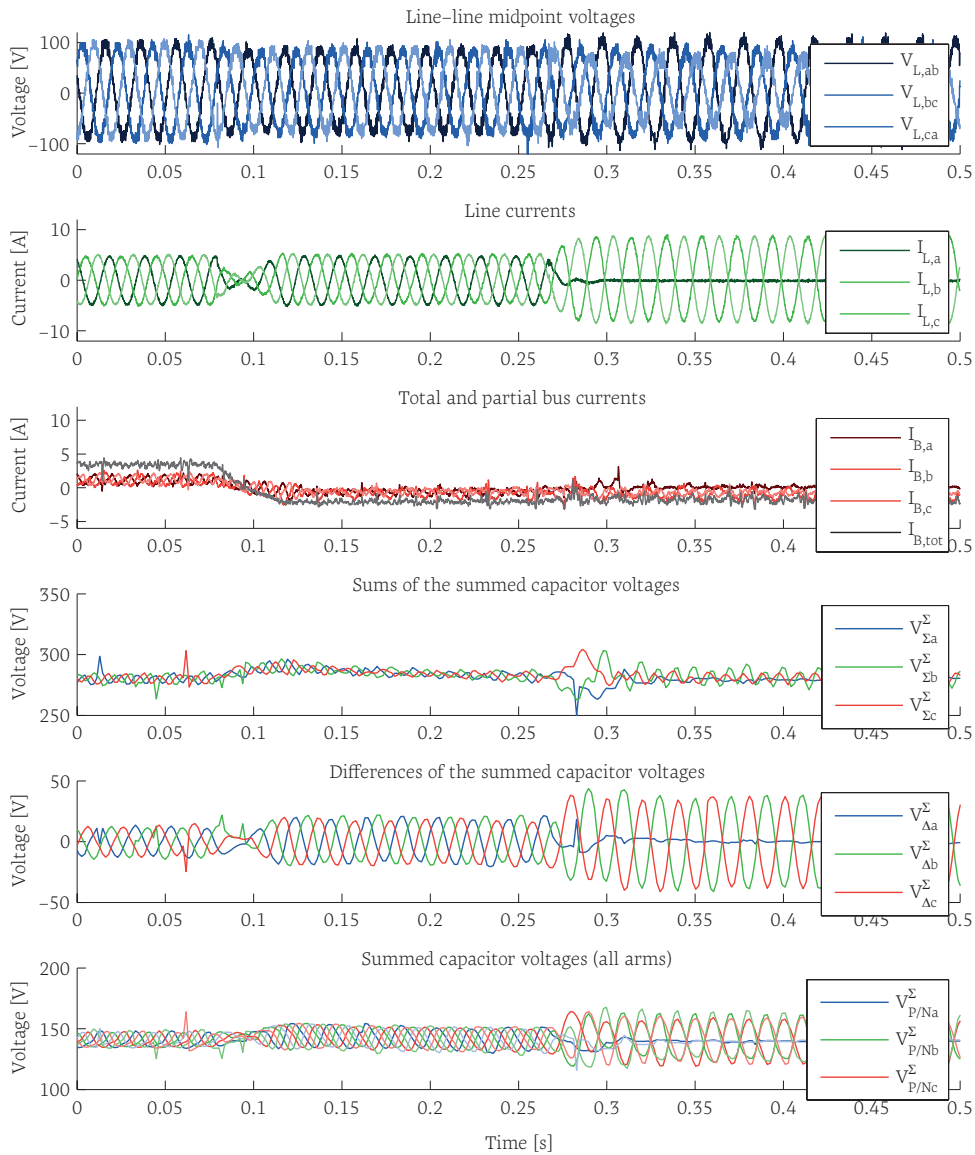 Line–line midpoint voltages
Voltage [V]
100
0
−100
V_L,ab
V_L,bc
V_L,ca
0 0.05 0.1 0.15 0.2 0.25 0.3 0.35 0.4 0.45 0.5
Line currents
Current [A]
10
0
−10
I_L,a
I_L,b
I_L,c
0 0.05 0.1 0.15 0.2 0.25 0.3 0.35 0.4 0.45 0.5
Total and partial bus currents
Current [A]
10
5
0
−5
I_B,a
I_B,b
I_B,c
I_B,tot
0 0.05 0.1 0.15 0.2 0.25 0.3 0.35 0.4 0.45 0.5
Sums of the summed capacitor voltages
Voltage [V]
350
300
250
V^Σ_Σa
V^Σ_Σb
V^Σ_Σc
0 0.05 0.1 0.15 0.2 0.25 0.3 0.35 0.4 0.45 0.5
Differences of the summed capacitor voltages
Voltage [V]
50
0
−50
V^Σ_Δa
V^Σ_Δb
V^Σ_Δc
0 0.05 0.1 0.15 0.2 0.25 0.3 0.35 0.4 0.45 0.5
Summed capacitor voltages (all arms)
Voltage [V]
200
150
100
V^Σ_P/Na
V^Σ_P/Nb
V^Σ_P/Nc
0 0.05 0.1 0.15 0.2 0.25 0.3 0.35 0.4 0.45 0.5
Time [s]